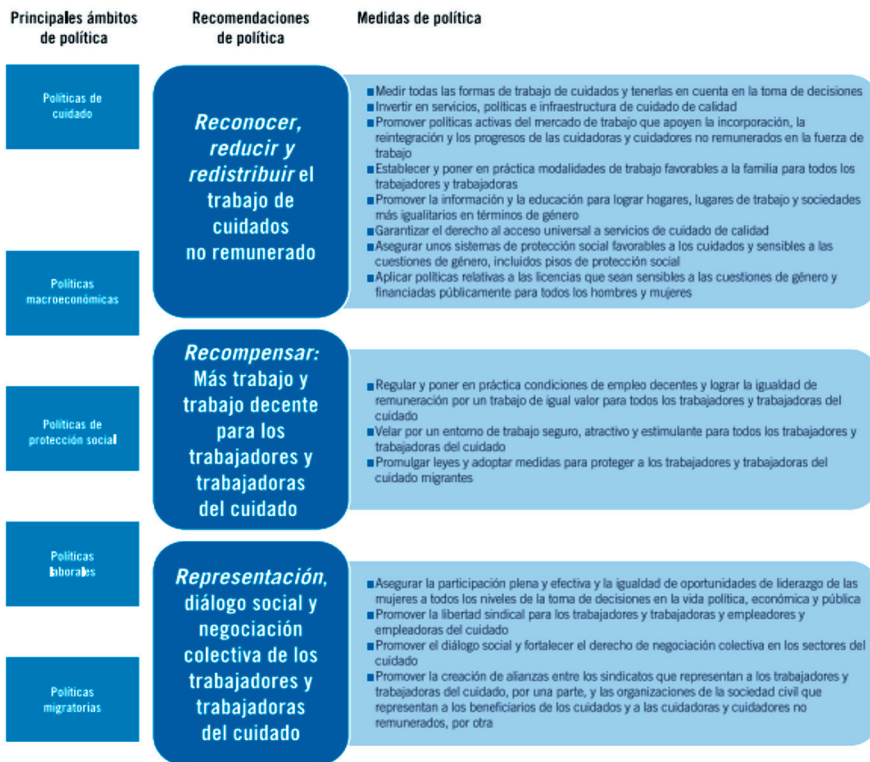 Principales ámbitos
de política
Recomendaciones
de política
Medidas de política
Políticas de
cuidado
Políticas
macroeconómicas
Políticas de
protección social
Políticas
laborales
Políticas
migratorias
Reconocer,
reducir y
redistribuir el
trabajo de
cuidados
no remunerado
■ Medir todas las formas de trabajo de cuidados y tenerlas en cuenta en la toma de decisiones
■ Invertir en servicios, políticas e infraestructura de cuidado de calidad
■ Promover políticas activas del mercado de trabajo que apoyen la incorporación, la
reintegración y los progresos de las cuidadoras y cuidadores no remunerados en la fuerza de
trabajo
■ Establecer y poner en práctica modalidades de trabajo favorables a la familia para todos los
trabajadores y trabajadoras
■ Promover la información y la educación para lograr hogares, lugares de trabajo y sociedades
más igualitarios en términos de género
■ Garantizar el derecho al acceso universal a servicios de cuidado de calidad
■ Asegurar unos sistemas de protección social favorables a los cuidados y sensibles a las
cuestiones de género, incluidos pisos de protección social
■ Aplicar políticas relativas a las licencias que sean sensibles a las cuestiones de género y
financiadas públicamente para todos los hombres y mujeres
Recompensar:
Más trabajo y
trabajo decente
para los
trabajadores y
trabajadoras
del cuidado
■ Regular y poner en práctica condiciones de empleo decentes y lograr la igualdad de
remuneración por un trabajo de igual valor para todos los trabajadores y trabajadoras del
cuidado
■ Velar por un entorno de trabajo seguro, atractivo y estimulante para todos los trabajadores y
trabajadoras del cuidado
■ Promulgar leyes y adoptar medidas para proteger a los trabajadores y trabajadoras del
cuidado migrantes
Representación,
diálogo social y
negociación
colectiva de los
trabajadores y
trabajadoras
del cuidado
■ Asegurar la participación plena y efectiva y la igualdad de oportunidades de liderazgo de las
mujeres a todos los niveles de la toma de decisiones en la vida política, económica y pública
■ Promover la libertad sindical para los trabajadores y trabajadoras y empleadores y
empleadoras del cuidado
■ Promover el diálogo social y fortalecer el derecho de negociación colectiva en los sectores del
cuidado
■ Promover la creación de alianzas entre los sindicatos que representan a los trabajadores y
trabajadoras del cuidado, por una parte, y las organizaciones de la sociedad civil que
representan a los beneficiarios de los cuidados y a las cuidadoras y cuidadores no
remunerados, por otra